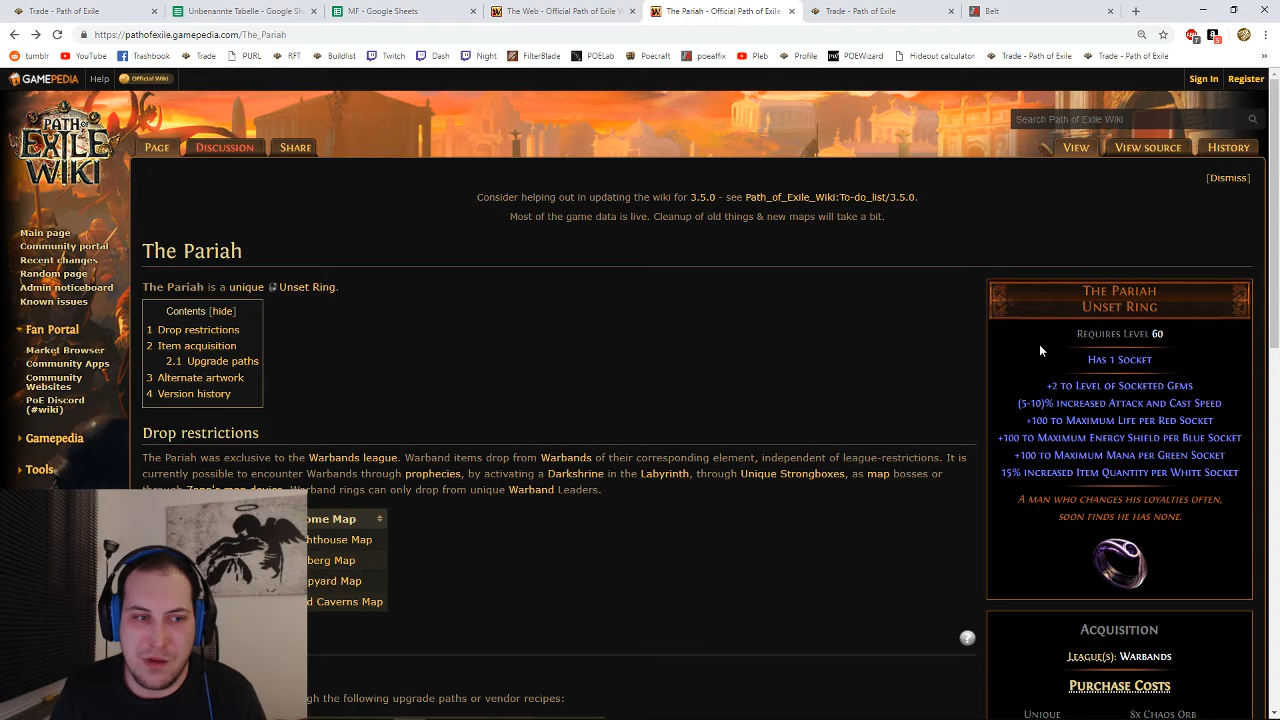 Trade - Path of Exile
MF - Google Sheets
MF - Google Sheets
The Wings of Entropy - Official
The Pariah - Official Path of Exile
Trade - Path of Exile
Belt
https://pathofexile.gamepedia.com/The_Pariah
tumblr
YouTube
Trashbook
Trade
PURL
RFT
Buildlist
Twitch
Dash
Night
FilterBlade
POELab
Poecraft
poeaffix
Pleb
Profile
POEWizard
Hideout calculator
Trade - Path of Exile
Trade - Path of Exile
GAMEPEDIA
Help
Official Wiki
Sign In
Register
Search Path of Exile Wiki
PATH OF
EXILE
WIKI
PAGE
DISCUSSION
SHARE
VIEW
VIEW SOURCE
HISTORY
[Dismiss]
Consider helping out in updating the wiki for 3.5.0 - see Path_of_Exile_Wiki:To-do_list/3.5.0.
Most of the game data is live. Cleanup of old things & new maps will take a bit.
Main page
Community portal
Recent changes
Random page
Admin noticeboard
Known issues
Fan Portal
Market Browser
Community Apps
Community
Websites
PoE Discord
(#wiki)
Gamepedia
Tools
The Pariah
The Pariah is a unique Unset Ring.
Contents [hide]
1 Drop restrictions
2 Item acquisition
2.1 Upgrade paths
3 Alternate artwork
4 Version history
Drop restrictions
The Pariah was exclusive to the Warbands league. Warband items drop from Warbands of their corresponding element, independent of league-restrictions. It is
currently possible to encounter Warbands through prophecies, by activating a Darkshrine in the Labyrinth, through Unique Strongboxes, as map bosses or
Warband rings can only drop from unique Warband Leaders.
Map
Map
Map
Map
Caverns Map
the following upgrade paths or vendor recipes:
THE PARIAH
UNSET RING
REQUIRES LEVEL 60
HAS 1 SOCKET
+2 TO LEVEL OF SOCKETED GEMS
(5-10)% INCREASED ATTACK AND CAST SPEED
+100 TO MAXIMUM LIFE PER RED SOCKET
+100 TO MAXIMUM ENERGY SHIELD PER BLUE SOCKET
+100 TO MAXIMUM MANA PER GREEN SOCKET
15% INCREASED ITEM QUANTITY PER WHITE SOCKET
A MAN WHO CHANGES HIS LOYALTIES OFTEN,
SOON FINDS HE HAS NONE.
ACQUISITION
LEAGUE(S): WARBANDS
PURCHASE COSTS
UNIQUE
8X CHAOS ORB